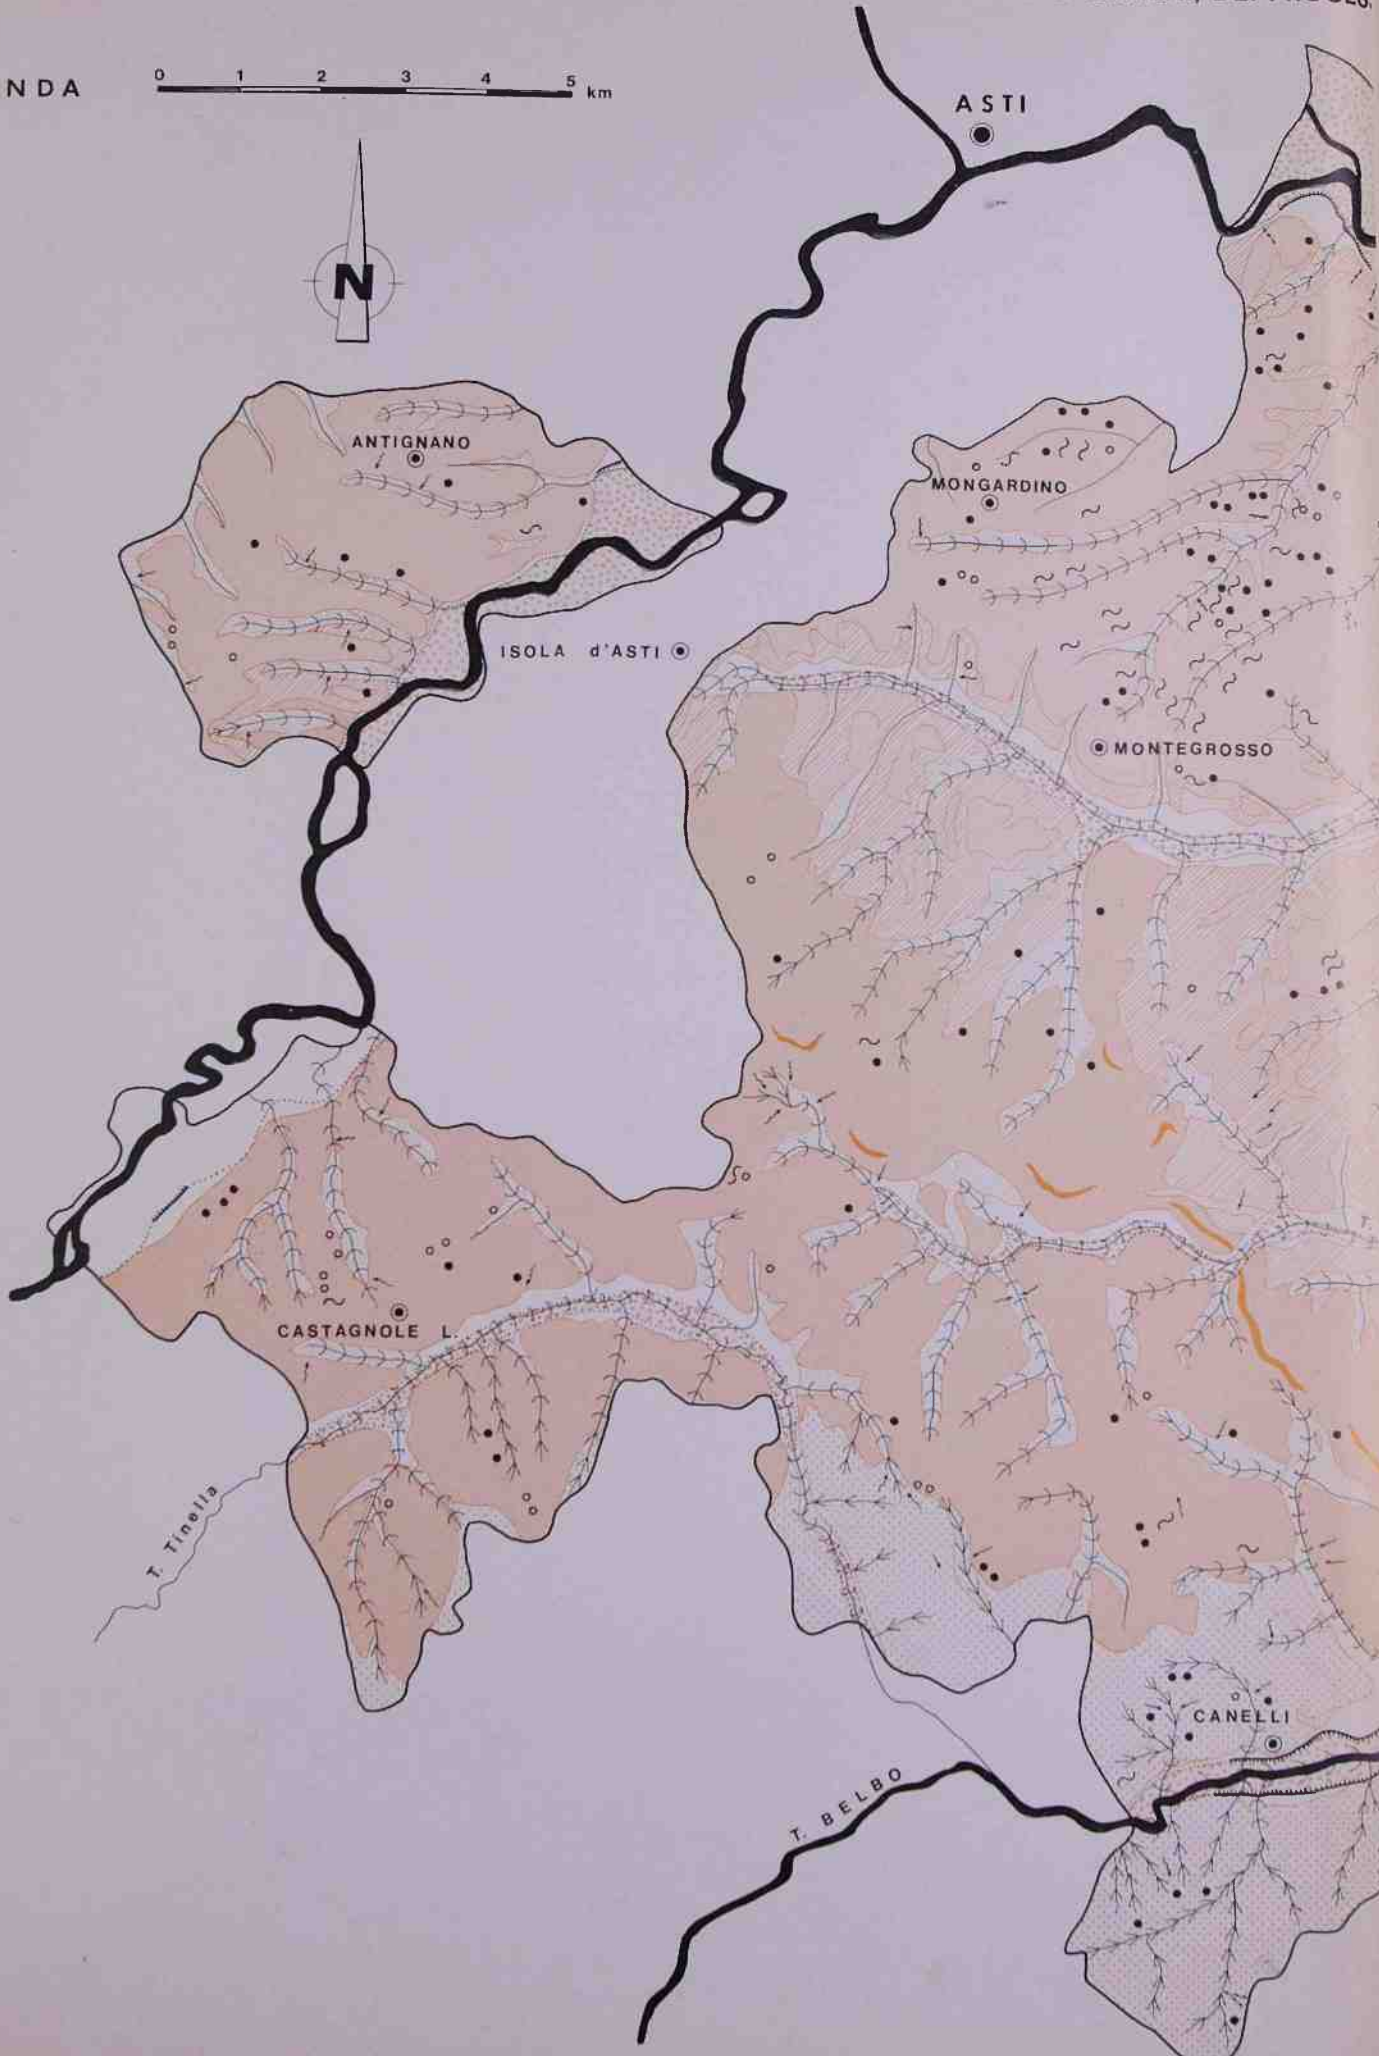 NDA
0 1 2 3 4 5 km
ASTI
N
ANTIGNANO
MONGARDINO
ISOLA d'ASTI
MONTEGROSSO
CASTAGNOLE L.
T. Tinella
T.
CANELLI
T. BELBO